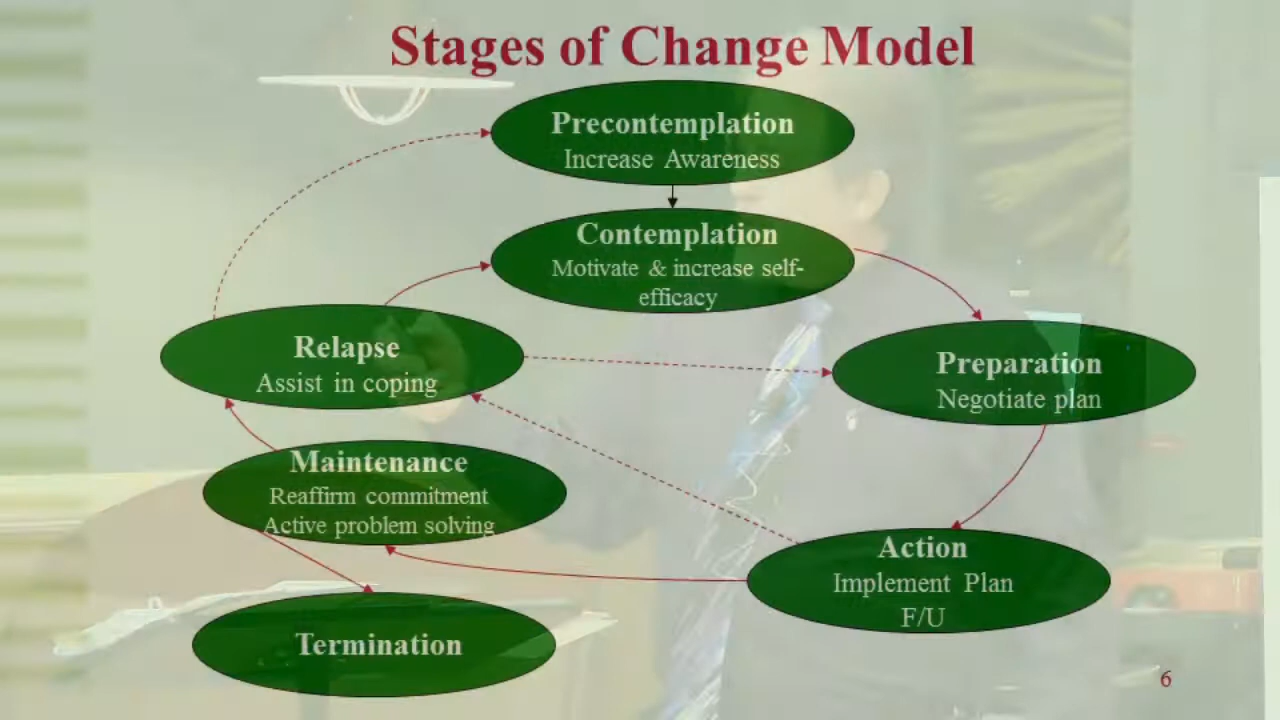 Stages of Change Model
Precontemplation
Increase Awareness
Contemplation
Motivate & increase self-
efficacy
Relapse
Assist in coping
Preparation
Negotiate plan
Maintenance
Reaffirm commitment
Active problem solving
Action
Implement Plan
F/U
Termination
6